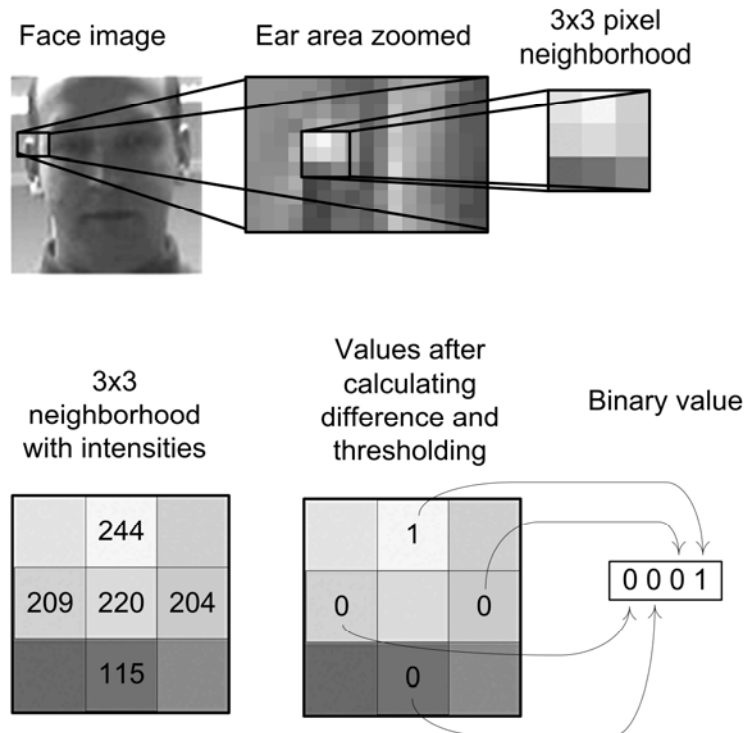 Face image
Ear area zoomed
3x3 pixel
neighborhood
3x3
neighborhood
with intensities
Values after
calculating
difference and
thresholding
Binary value
244
209 220 204
115
1
0 0
0
0 0 0 1